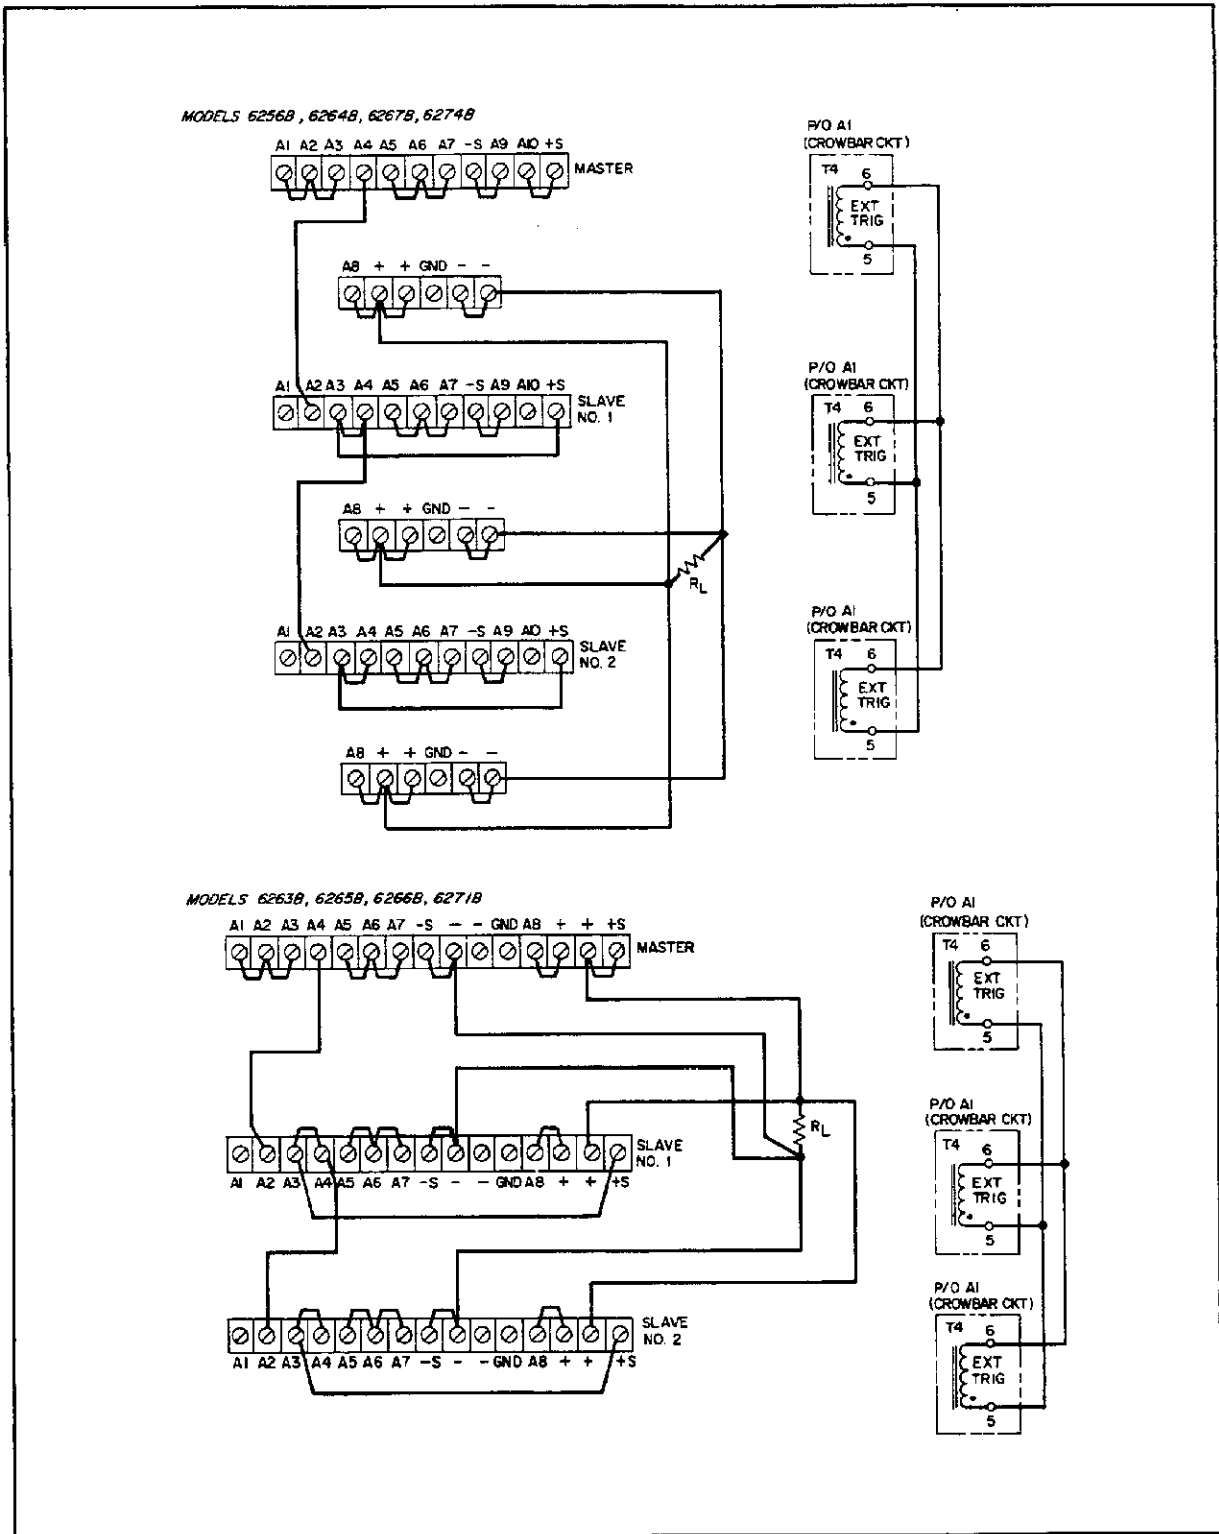 MODELS 6256B, 6264B, 6267B, 6274B
A1 A2 A3 A4 A5 A6 A7 -S A9 A10 +S
MASTER
A8 + + GND - -
A1 A2 A3 A4 A5 A6 A7 -S A9 A10 +S
SLAVE
NO. 1
A8 + + GND - -
RL
A1 A2 A3 A4 A5 A6 A7 -S A9 A10 +S
SLAVE
NO. 2
A8 + + GND - -
P/O A1
(CROWBAR CKT)
T4 6
EXT
TRIG
5
P/O A1
(CROWBAR CKT)
T4 6
EXT
TRIG
5
P/O A1
(CROWBAR CKT)
T4 6
EXT
TRIG
5
MODELS 6263B, 6265B, 6266B, 6271B
A1 A2 A3 A4 A5 A6 A7 -S - - GND A8 + + +S
MASTER
RL
SLAVE
NO. 1
A1 A2 A3 A4 A5 A6 A7 -S - - GND A8 + + +S
SLAVE
NO. 2
A1 A2 A3 A4 A5 A6 A7 -S - - GND A8 + + +S
P/O A1
(CROWBAR CKT)
T4 6
EXT
TRIG
5
P/O A1
(CROWBAR CKT)
T4 6
EXT
TRIG
5
P/O A1
(CROWBAR CKT)
T4 6
EXT
TRIG
5